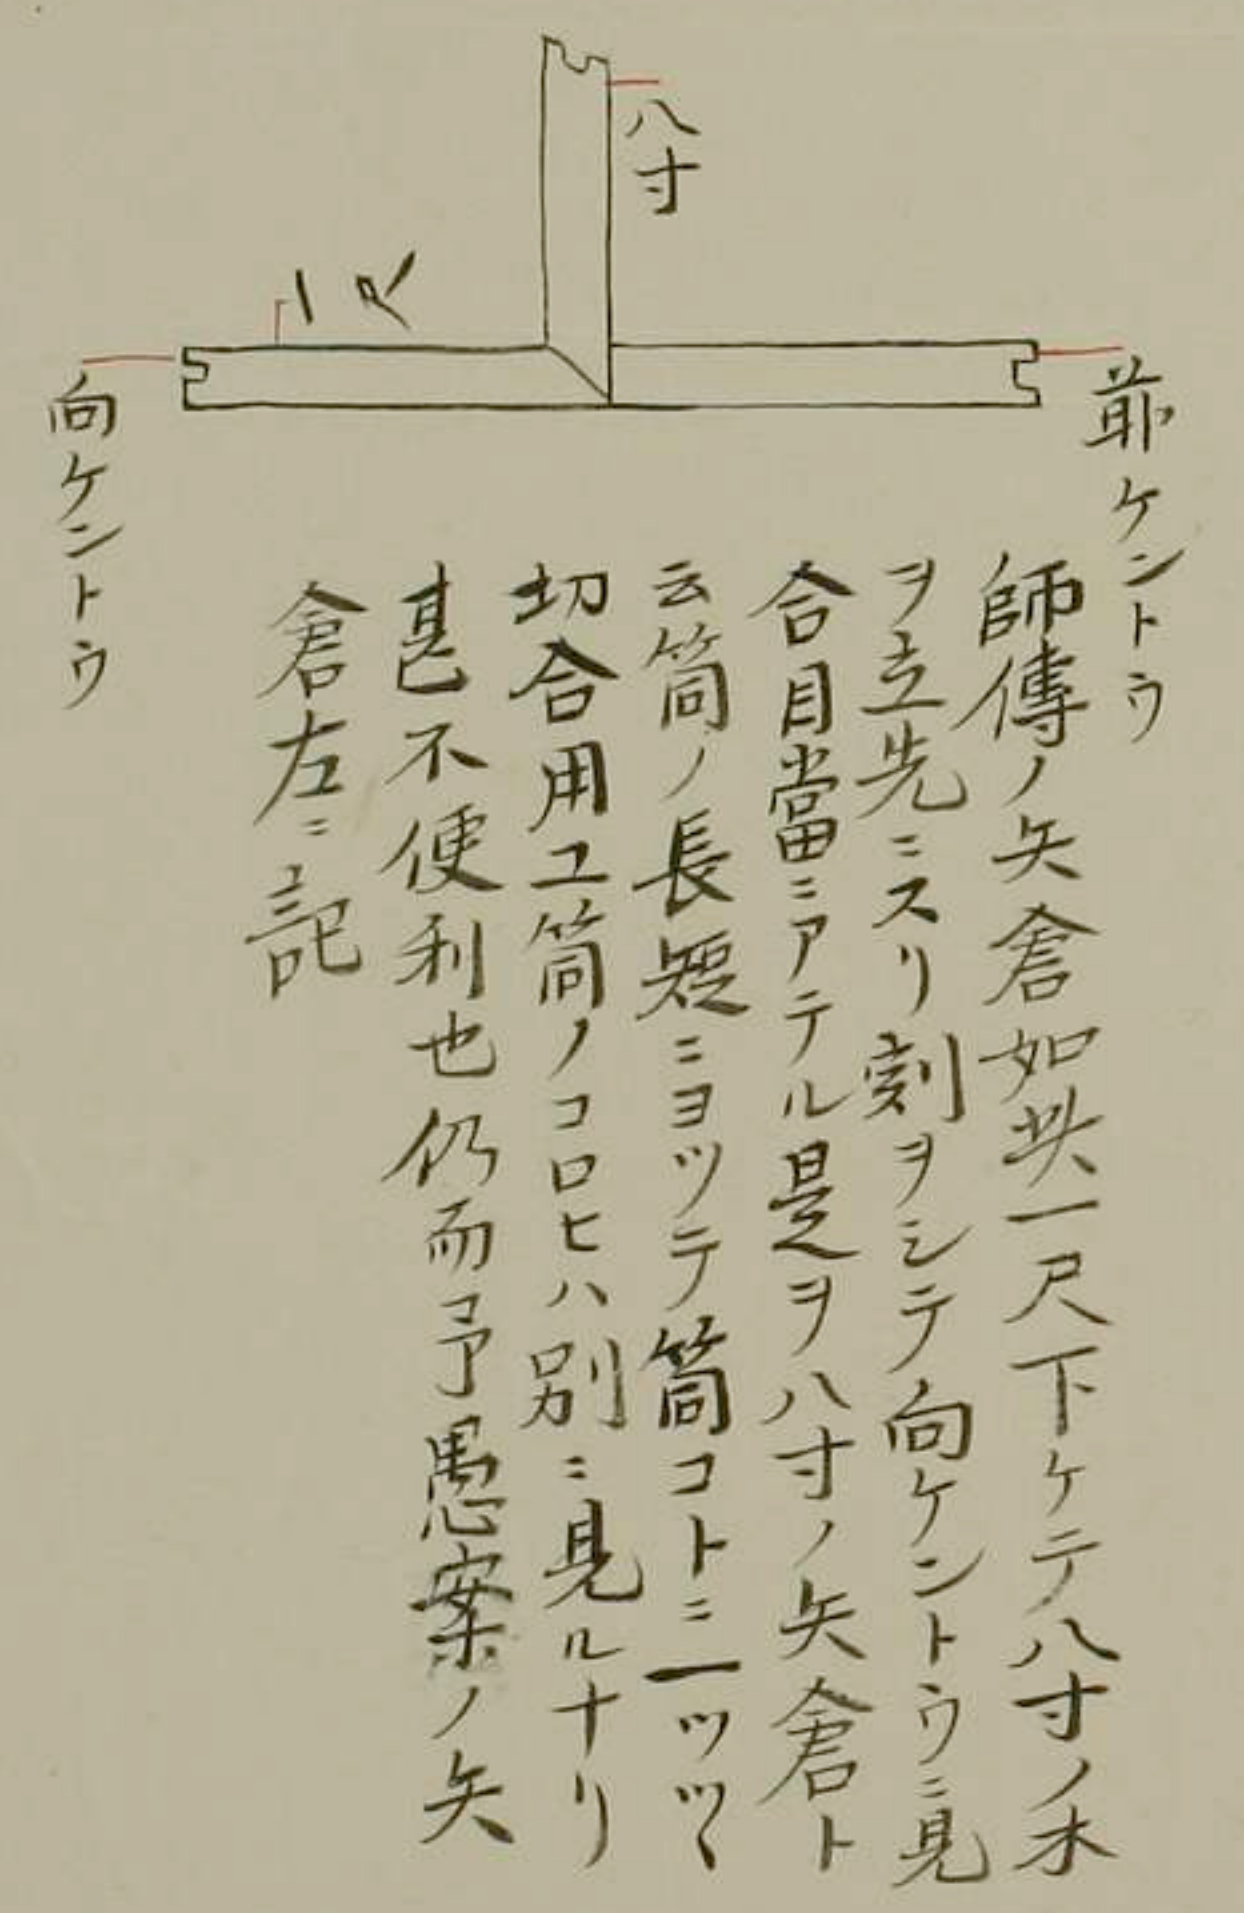 八寸
一尺
前ケントウ
向ケントウ
師傳ノ矢倉如此一尺下ケテ八寸ノ木
ヲ立先ニスリ刻ヲシテ向ケントウニ見
合目當ニアテル是ヲ八寸ノ矢倉ト
云筒ノ長短ニヨツテ筒コトニ一ツツヽ
切合用ユ筒ノコロヒハ別ニ見ルナリ
甚不便利也仍而予愚案ノ矢
倉左ニ記